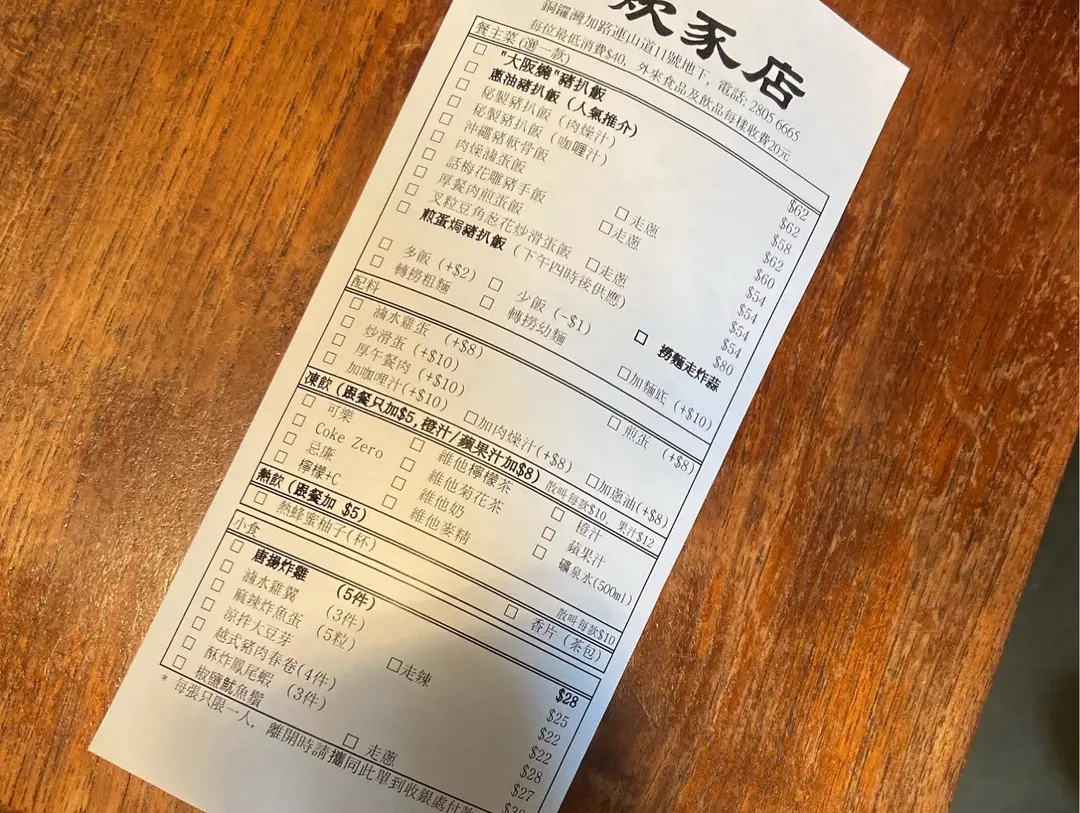 炊豕店
銅鑼灣加路連山道11號地下, 電話: 2805 6665
每位最低消費$40, 外來食品及飲品每樣收費20元
餐主菜(選一款)
□ "大阪繞"豬扒飯 $62
□ 蔥油豬扒飯 (人氣推介) $62
□ 秘製豬扒飯 (肉燥汁) $58
□ 秘製豬扒飯 (咖喱汁) $62
□ 沖繩豬軟骨飯 □走蔥 $60
□ 肉燥滷蛋飯 □走蔥 $54
□ 話梅花雕豬手飯 $54
□ 厚餐肉煎蛋飯 □走蔥 $54
□ 叉粒豆角葱花炒滑蛋飯 $54
□ 煎蛋焗豬扒飯 (下午四時後供應) $80
□ 多飯 (+$2) □ 少飯 (-$1) □ 撈麵走炸蒜
□ 轉撈粗麵 □ 轉撈幼麵 □加麵底 (+$10)
配料
□ 滷水雞蛋 (+$8) □ 煎蛋 (+$8)
□ 炒滑蛋 (+$10)
□ 厚午餐肉 (+$10)
□ 加咖哩汁(+$10) □加肉燥汁(+$8) □加蔥油(+$8)
凍飲 (跟餐只加$5,橙汁/蘋果汁加$8) 散叫每款$10, 果汁$12
□ 可樂 □ 維他檸檬茶 □ 橙汁
□ Coke Zero □ 維他菊花茶 □ 蘋果汁
□ 忌廉 □ 維他奶 □ 礦泉水(500ml)
□ 檸檬+C □ 維他麥精
熱飲 (跟餐加 $5) 散叫每款$10
□ 熱蜂蜜柚子(杯) □ 香片 (茶包)
小食
□ 唐揚炸雞 (5件) $28
□ 滷水雞翼 (3件) $25
□ 麻辣炸魚蛋 (5粒) □走辣 $22
□ 涼拌大豆芽 $22
□ 越式豬肉春卷(4件) $28
□ 酥炸鳳尾蝦 (3件) $27
□ 椒鹽魷魚鬚 □ 走蔥
* 每張只限一人, 離開時請攜同此單到收銀處付款